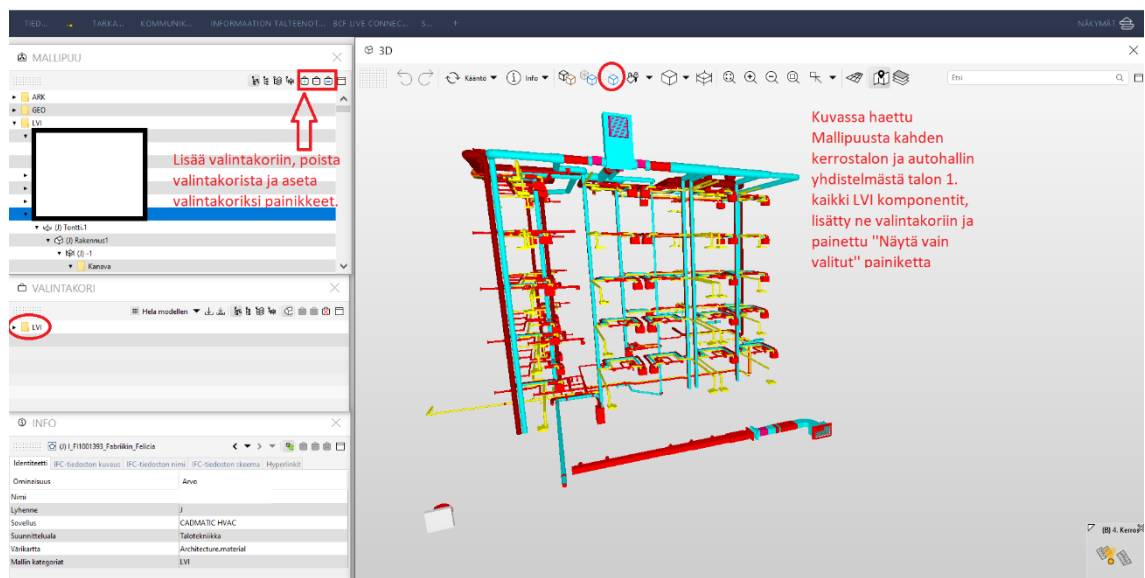 TIED...
TARKA...
KOMMUNIK...
INFORMAATION TALTEENOT...
BCF LIVE CONNEC...
S...
+
NÄKYMÄT
MALLIPUU
ARK
GEO
LVI
Lisää valintakoriin, poista
valintakorista ja aseta
valintakoriksi painikkeet.
(J) Tontti.1
(J) Rakennus1
(J) -1
Kanava
VALINTAKORI
Hela modellen
LVI
INFO
(J) I_FI1001393_Fabriikin_Felicia
Identiteetti IFC-tiedoston kuvaus IFC-tiedoston nimi IFC-tiedoston skeema Hyperlinkit
Ominaisuus Arvo
Nimi
Lyhenne J
Sovellus CADMATIC HVAC
Suunnitteluala Talotekniikka
Värikartta Architecture.material
Mallin kategoriat LVI
3D
Kääntö Info Etsi
Kuvassa haettu
Mallipuusta kahden
kerrostalon ja autohallin
yhdistelmästä talon 1.
kaikki LVI komponentit,
lisätty ne valintakoriin ja
painettu "Näytä vain
valitut" painiketta
(B) 4. Kerros